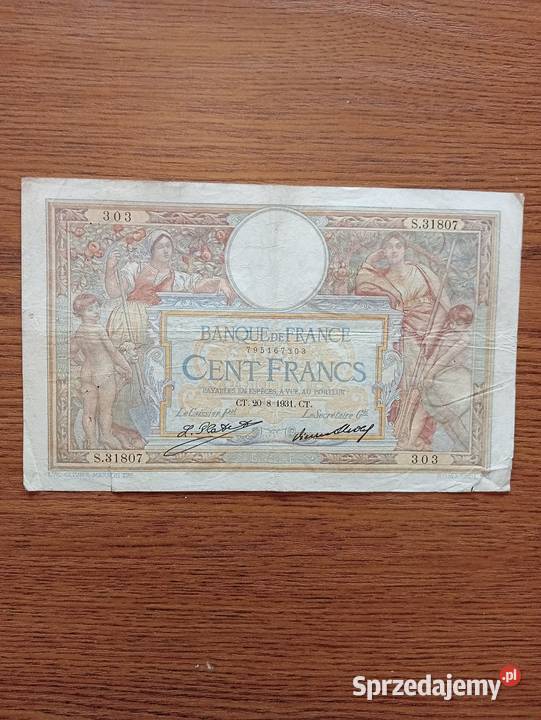 303
S.31807
BANQUE DE FRANCE
795167303
CENT FRANCS
PAYABLES EN ESPÈCES, A VUE, AU PORTEUR
CT. 20-8-1931. CT.
Le Caissier Pal Le Secrétaire Gal
S.31807
303
Sprzedajemy.pl